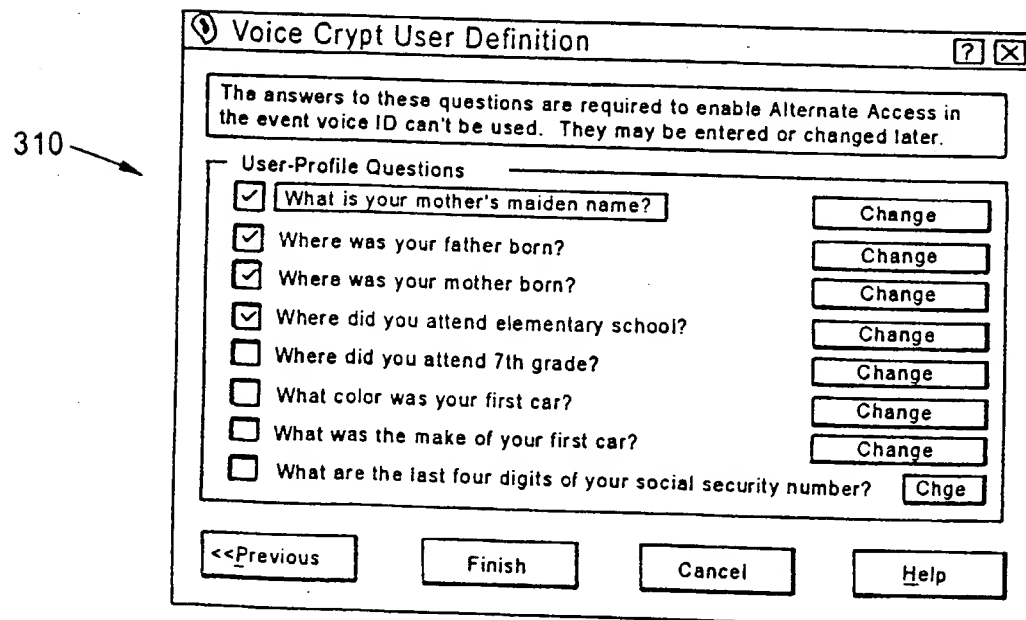 Voice Crypt User Definition
? X
The answers to these questions are required to enable Alternate Access in
the event voice ID can't be used. They may be entered or changed later.
310
User-Profile Questions
What is your mother's maiden name? Change
Where was your father born? Change
Where was your mother born? Change
Where did you attend elementary school? Change
Where did you attend 7th grade? Change
What color was your first car? Change
What was the make of your first car? Change
What are the last four digits of your social security number? Chge
<<Previous Finish Cancel Help